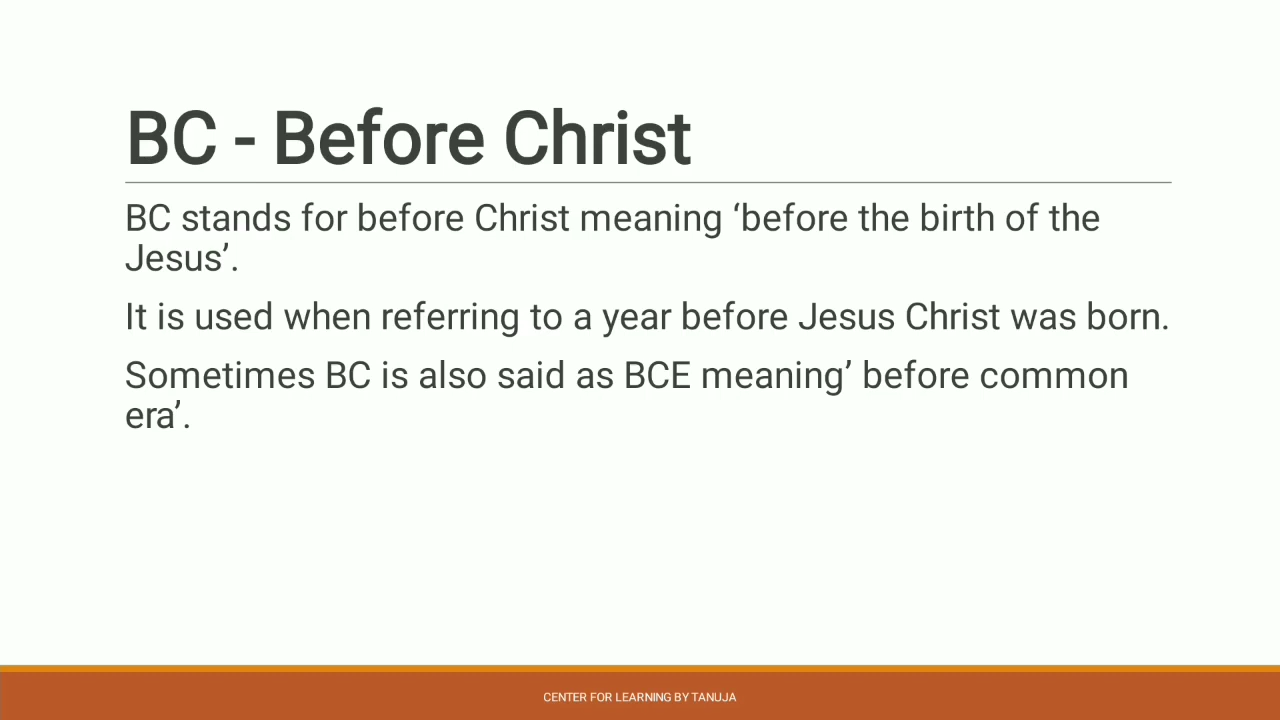 BC - Before Christ
BC stands for before Christ meaning ‘before the birth of the
Jesus’.
It is used when referring to a year before Jesus Christ was born.
Sometimes BC is also said as BCE meaning’ before common
era’.
CENTER FOR LEARNING BY TANUJA